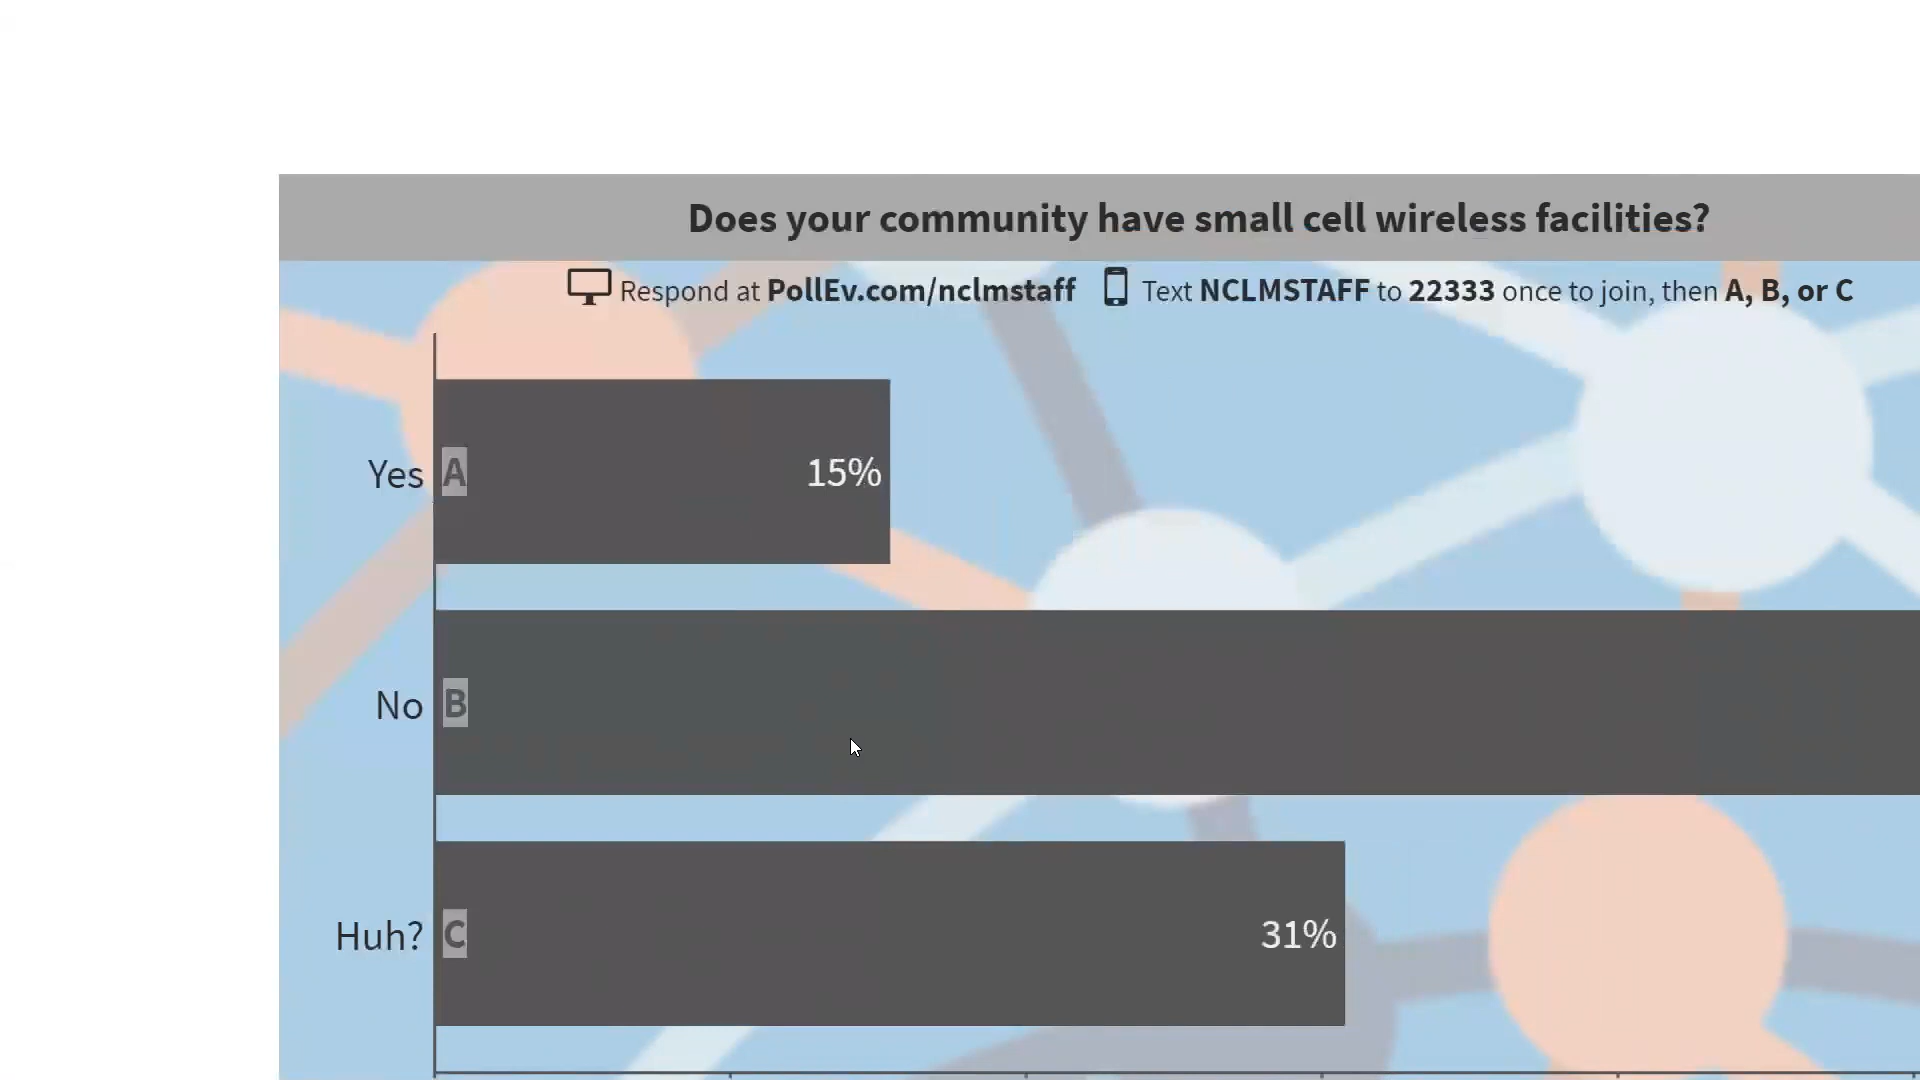 Does your community have small cell wireless facilities?
Respond at PollEv.com/nclmstaff Text NCLMSTAFF to 22333 once to join, then A, B, or C
Yes A 15%
No B
Huh? C 31%